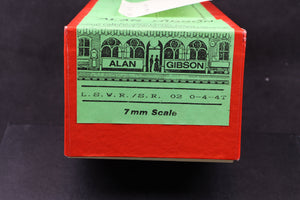 ALAN GIBSON
L.S.W.R./S.R. 02 0-4-4T
7mm Scale